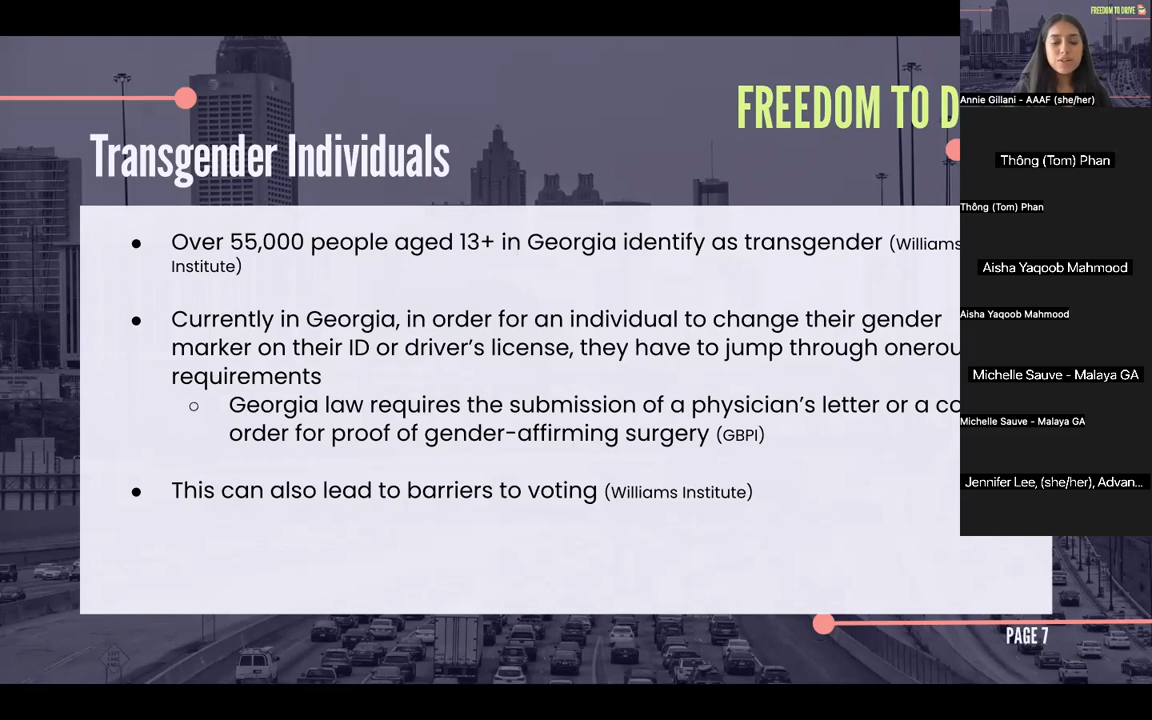 FREEDOM TO DRIVE
Annie Gillani - AAAF (she/her)
FREEDOM TO D
Transgender Individuals
● Over 55,000 people aged 13+ in Georgia identify as transgender (Williams
Institute)
● Currently in Georgia, in order for an individual to change their gender
marker on their ID or driver’s license, they have to jump through onerou
requirements
○ Georgia law requires the submission of a physician’s letter or a co
order for proof of gender-affirming surgery (GBPI)
● This can also lead to barriers to voting (Williams Institute)
PAGE 7
Thông (Tom) Phan
Thông (Tom) Phan
Aisha Yaqoob Mahmood
Aisha Yaqoob Mahmood
Michelle Sauve - Malaya GA
Michelle Sauve - Malaya GA
Jennifer Lee, (she/her), Advan...